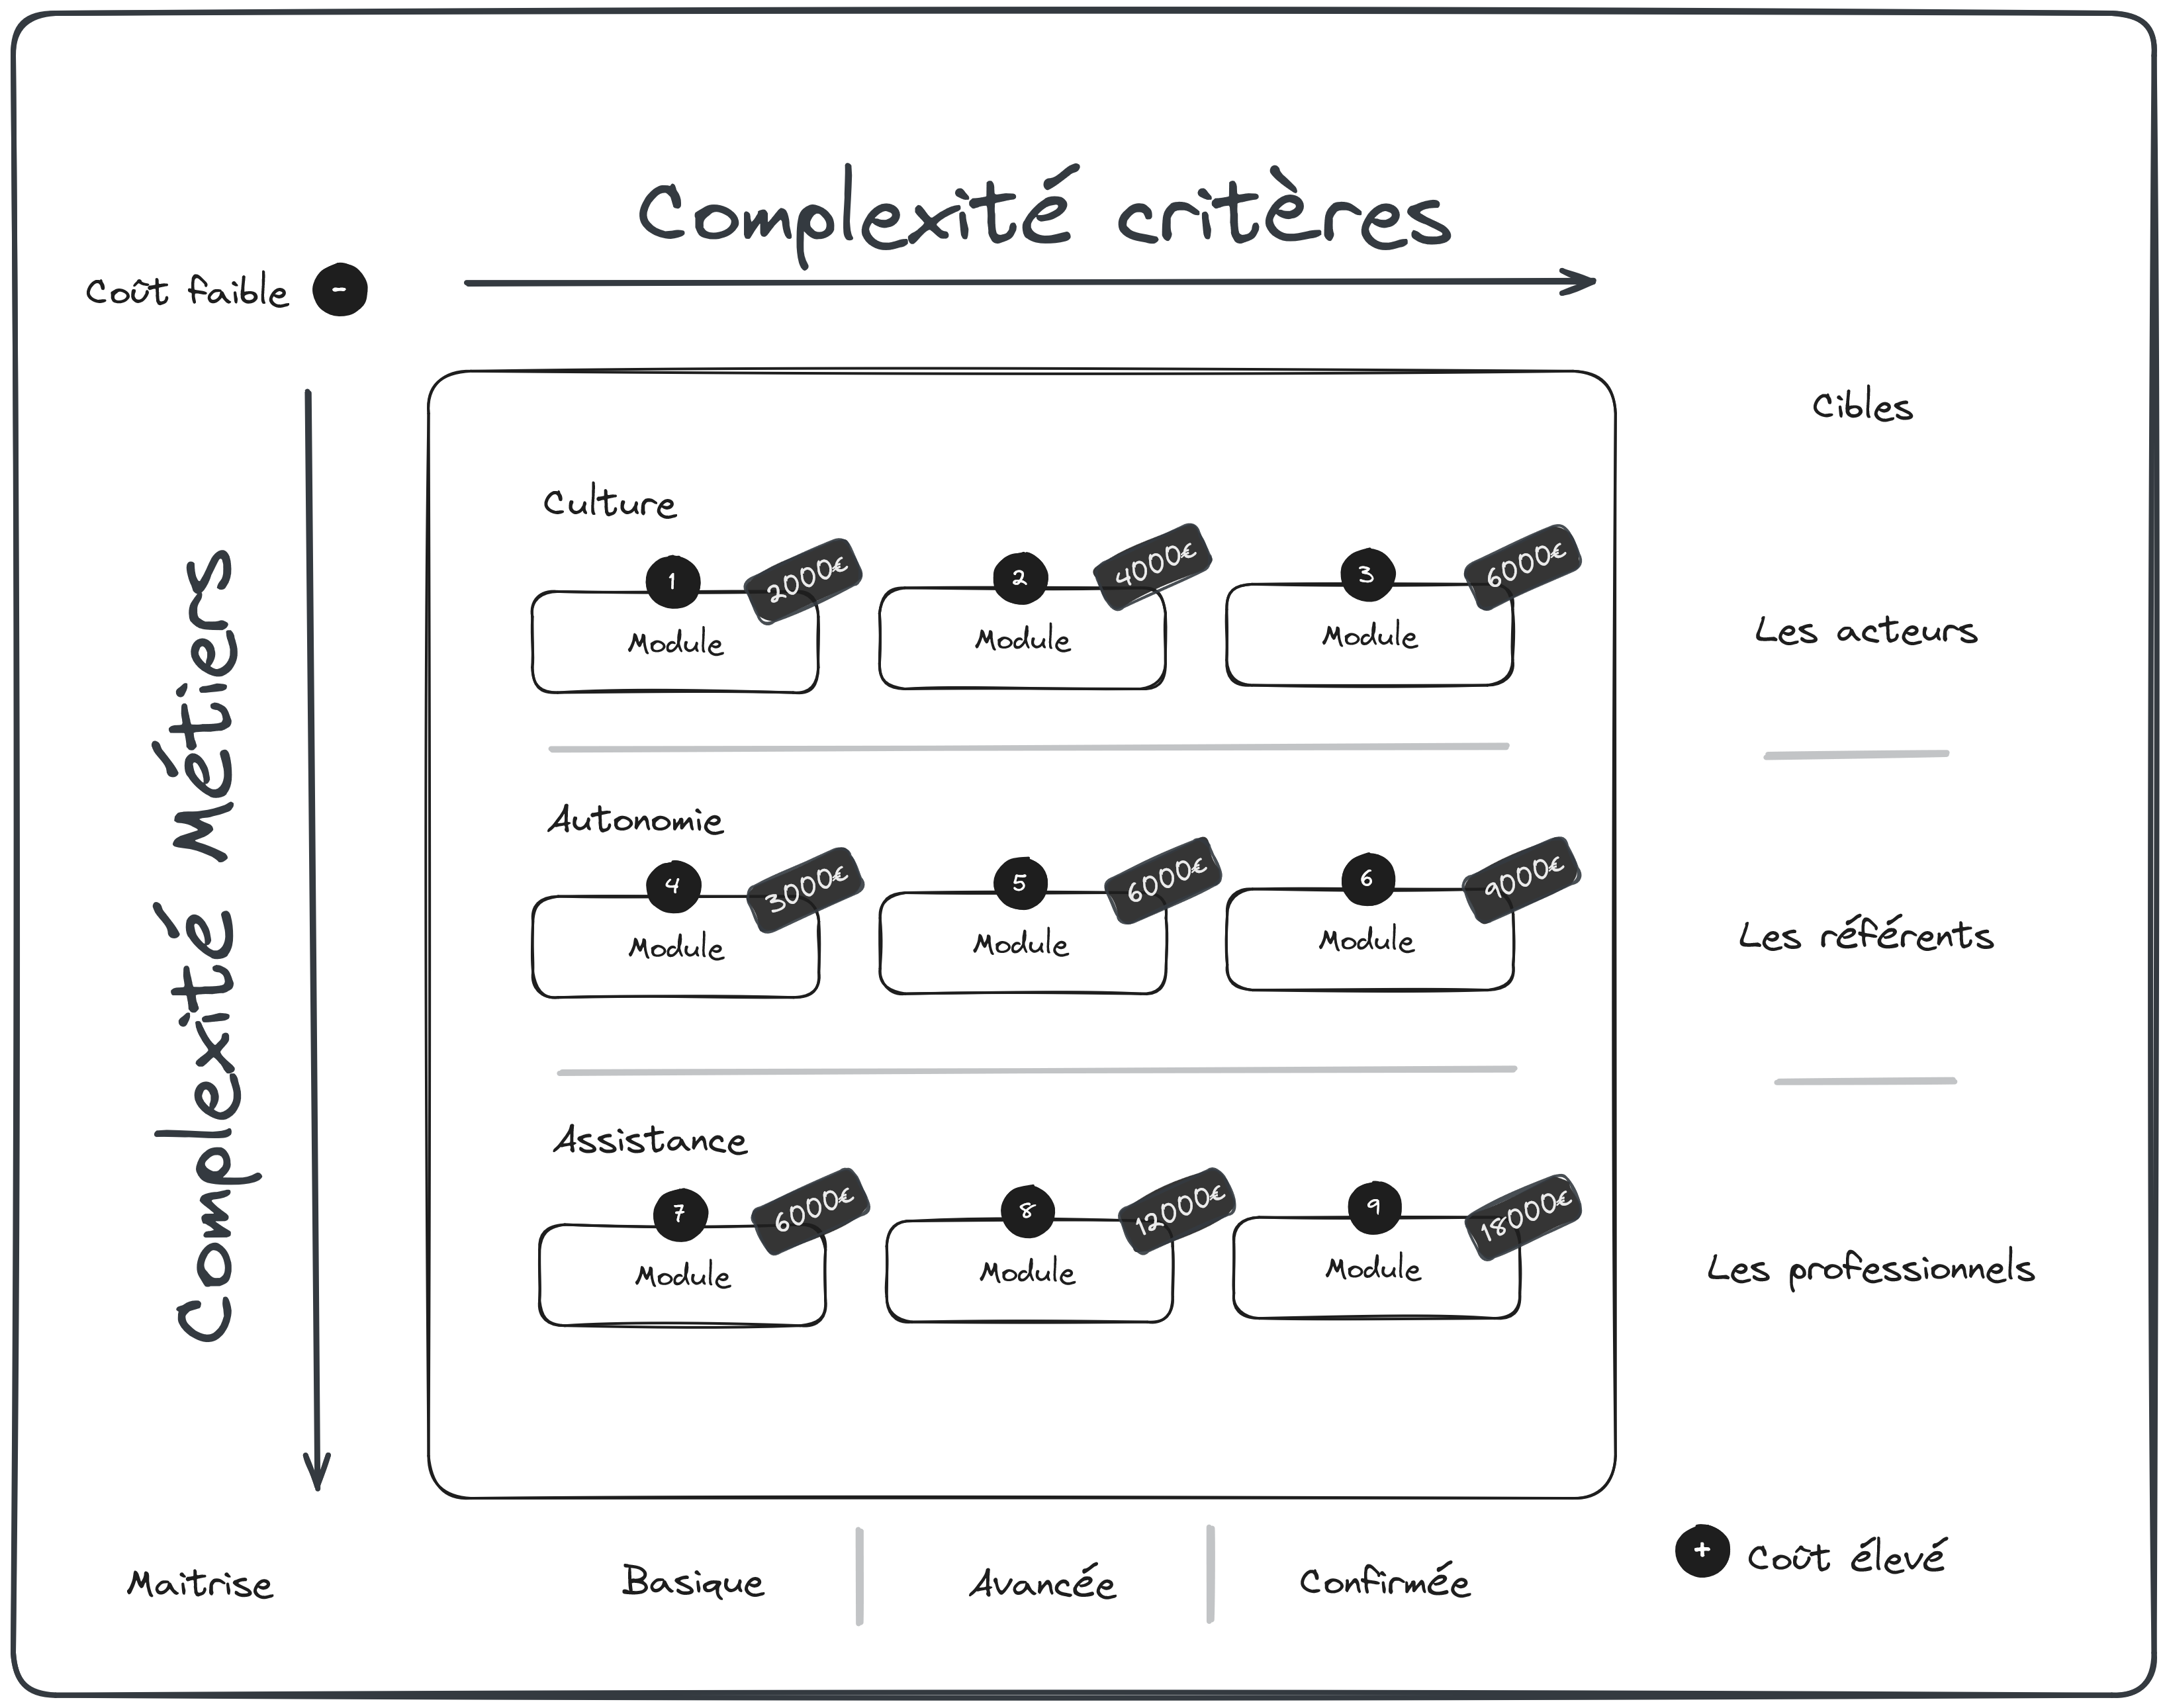 Complexité critères
Coût faible -
Complexité Métiers
Cibles
Culture
1
2000€
Module
2
4000€
Module
3
6000€
Module
Les acteurs
Autonomie
4
3000€
Module
5
6000€
Module
6
9000€
Module
Les référents
Assistance
7
6000€
Module
8
12000€
Module
9
18000€
Module
Les professionnels
Maitrise
Basique
Avancée
Confirmée
+ Coût élevé